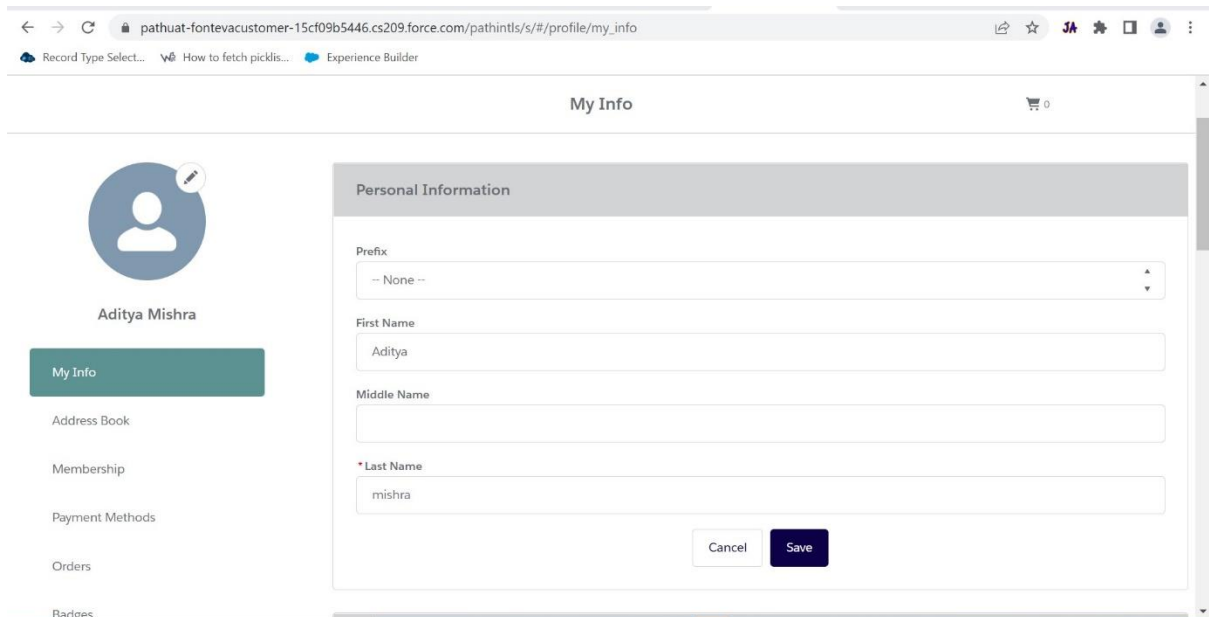 pathuat-fontevacustomer-15cf09b5446.cs209.force.com/pathintls/s/#/profile/my_info
JA
Record Type Select... How to fetch picklis... Experience Builder
My Info 0
Personal Information
Prefix
-- None --
Aditya Mishra
First Name
Aditya
My Info
Middle Name
Address Book
Membership
* Last Name
mishra
Payment Methods
Cancel Save
Orders
Badges